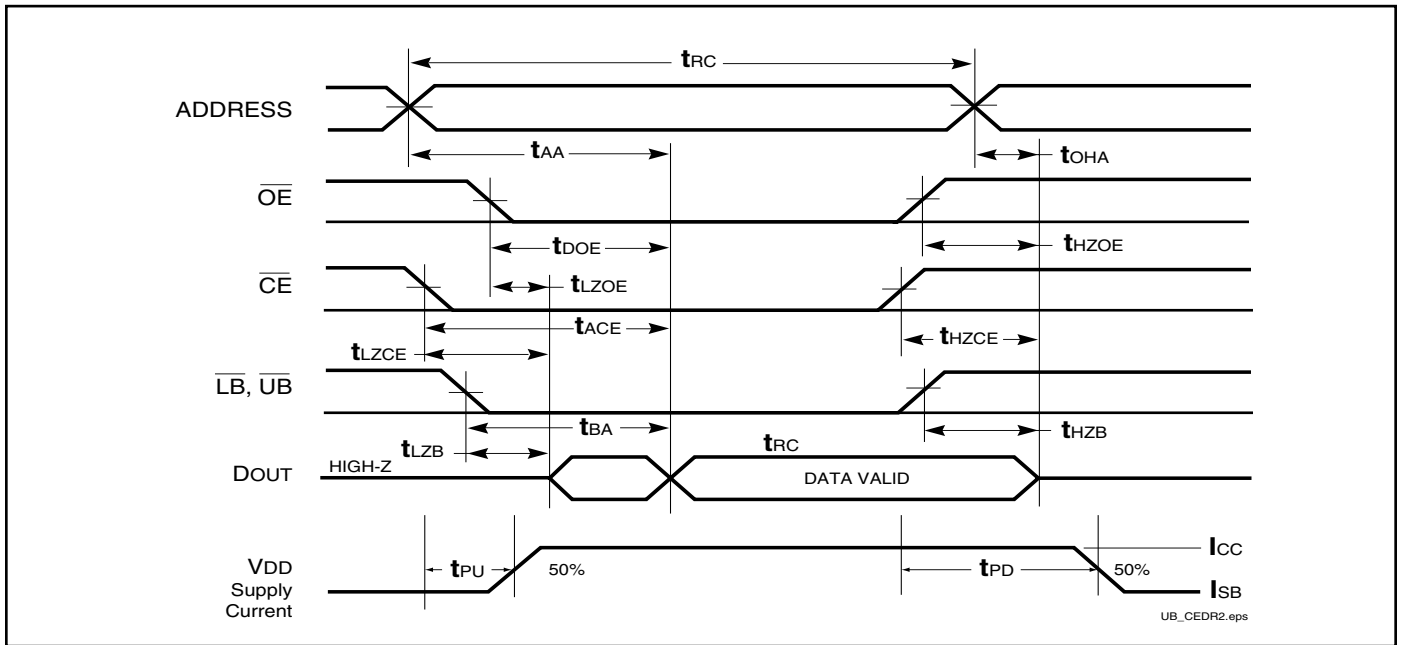 tRC
ADDRESS
tAA
tOHA
OE
tDOE
tHZOE
CE
tLZOE
tACE
tHZCE
tLZCE
LB, UB
tBA
tHZB
tLZB
tRC
DOUT
HIGH-Z
DATA VALID
ICC
VDD
tPU
50%
tPD
50%
Supply
ISB
Current
UB_CEDR2.eps